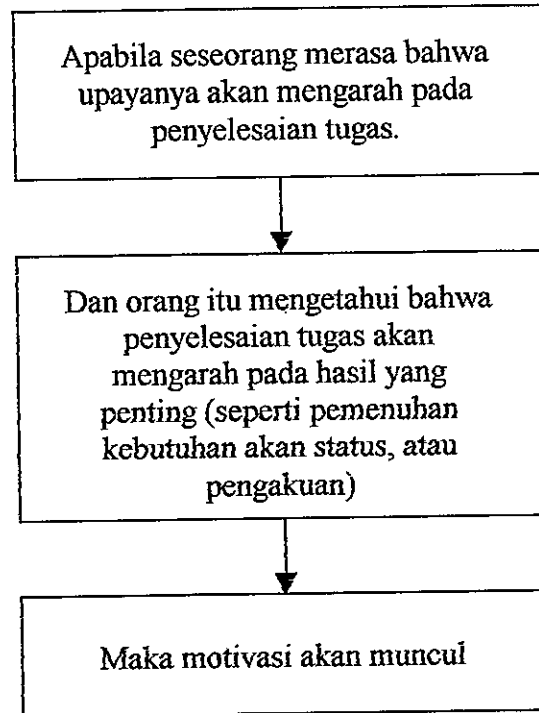 Apabila seseorang merasa bahwa
upayanya akan mengarah pada
penyelesaian tugas.
Dan orang itu mengetahui bahwa
penyelesaian tugas akan
mengarah pada hasil yang
penting (seperti pemenuhan
kebutuhan akan status, atau
pengakuan)
Maka motivasi akan muncul